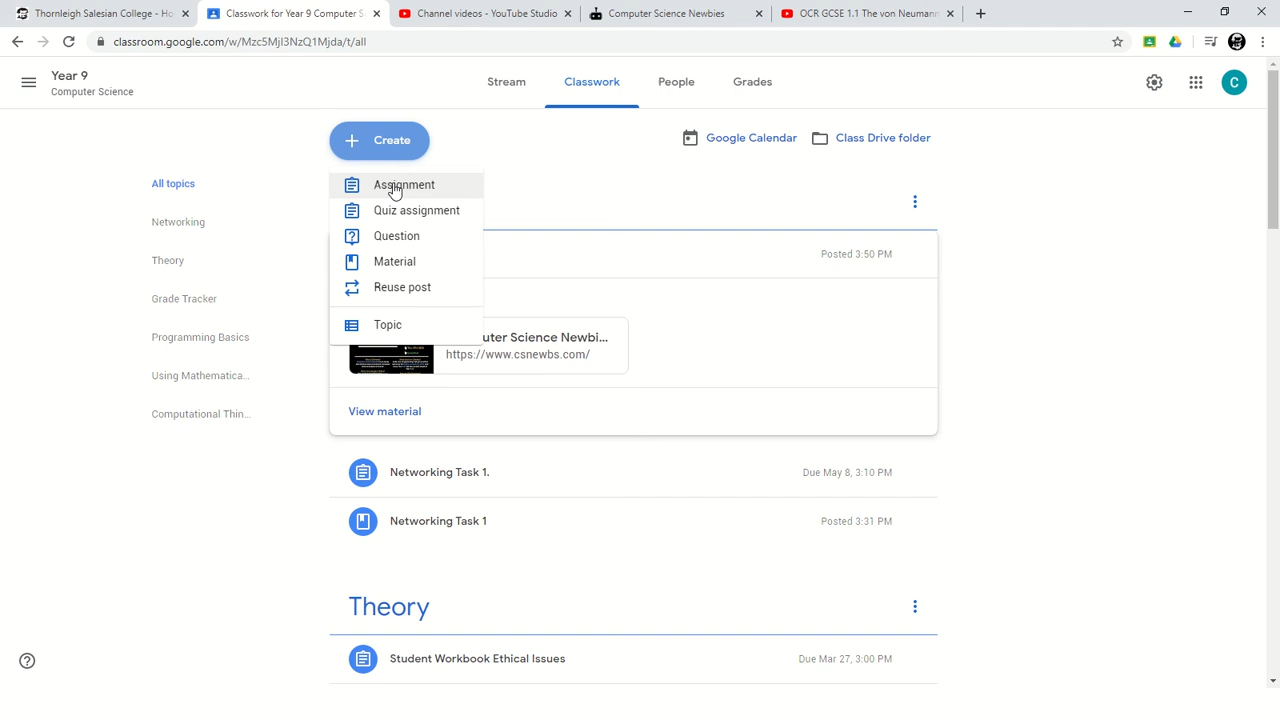 Thornleigh Salesian College - Ho
Classwork for Year 9 Computer S
Channel videos - YouTube Studio
Computer Science Newbies
OCR GCSE 1.1 The von Neumann
classroom.google.com/w/Mzc5MjI3NzQ1Mjda/t/all
Year 9
Computer Science
Stream
Classwork
People
Grades
C
Create
Google Calendar
Class Drive folder
All topics
Networking
Theory
Grade Tracker
Programming Basics
Using Mathematica...
Computational Thin...
Assignment
Quiz assignment
Question
Material
Reuse post
Topic
Posted 3:50 PM
uter Science Newbi...
https://www.csnewbs.com/
View material
Networking Task 1.
Due May 8, 3:10 PM
Networking Task 1
Posted 3:31 PM
Theory
Student Workbook Ethical Issues
Due Mar 27, 3:00 PM